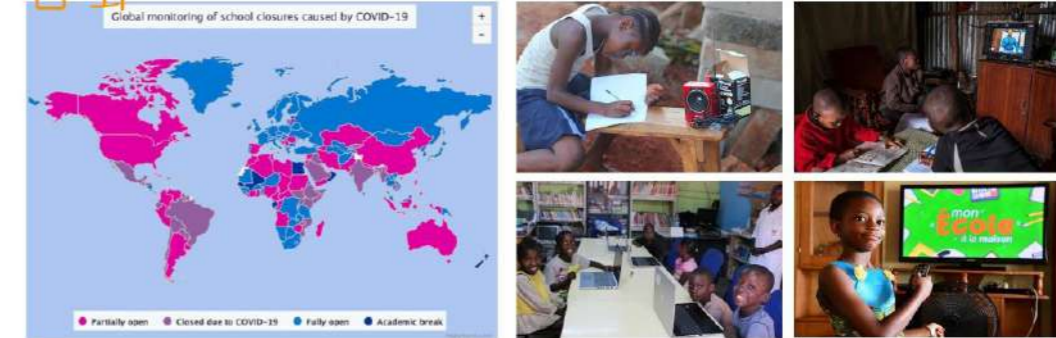 Global monitoring of school closures caused by COVID-19
+
-
Partially open
Closed due to COVID-19
Fully open
Academic break
mon
École
à la maison